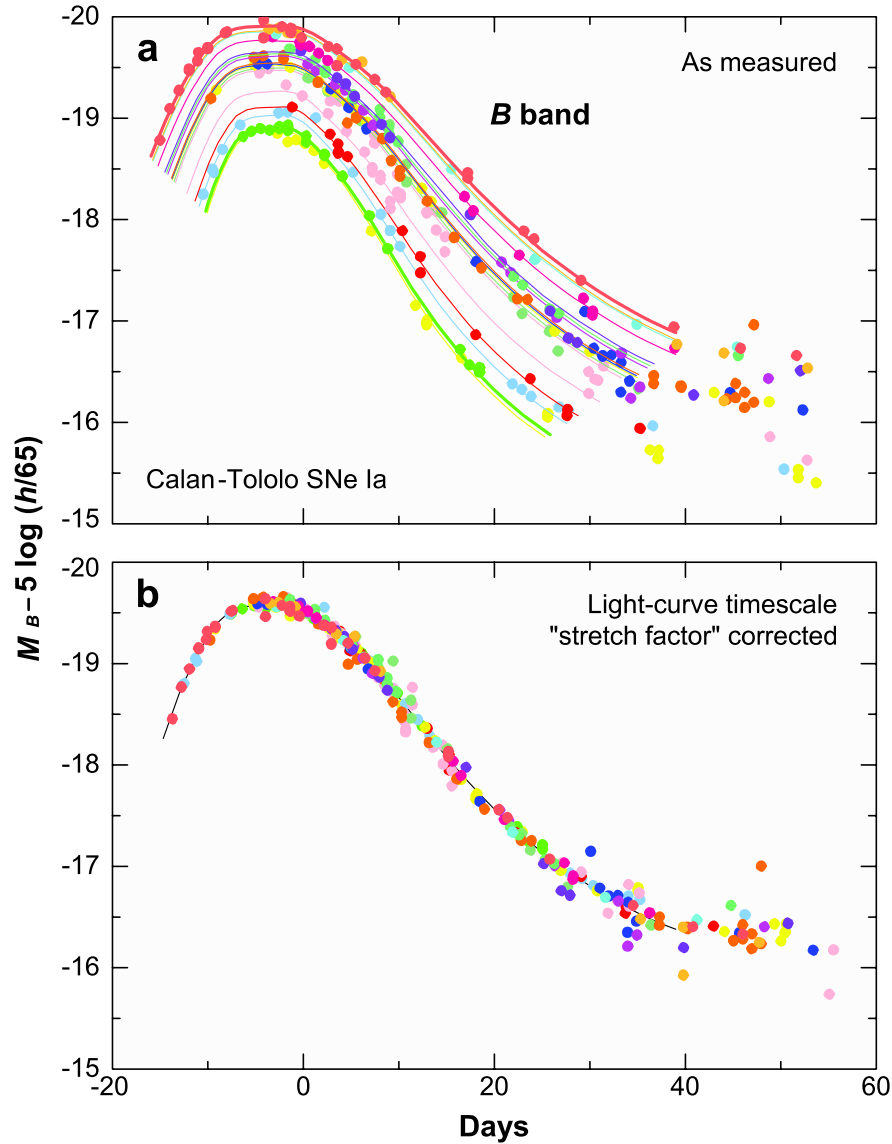 -20
a
As measured
-19
B band
-18
-17
-16
Calan-Tololo SNe Ia
-15
M B – 5 log (h/65)
-20
b
Light-curve timescale
"stretch factor" corrected
-19
-18
-17
-16
-15
-20 0 20 40 60
Days